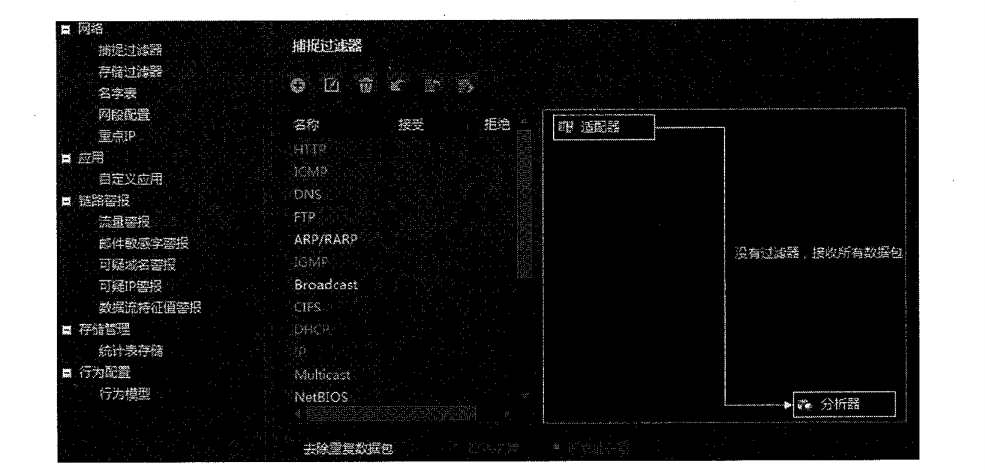 网络
捕捉过滤器
存储过滤器
名字表
网段配置
重点IP
应用
自定义应用
链路警报
流量警报
邮件敏感字警报
可疑域名警报
可疑IP警报
数据流特征值警报
存储管理
统计表存储
行为配置
行为模型
捕捉过滤器
名称 接受 拒绝
HTTP
ICMP
DNS
FTP
ARP/RARP
IGMP
Broadcast
CIFS
DHCP
IP
Multicast
NetBIOS
去除重复数据包
适配器
没有过滤器，接收所有数据包
分析器